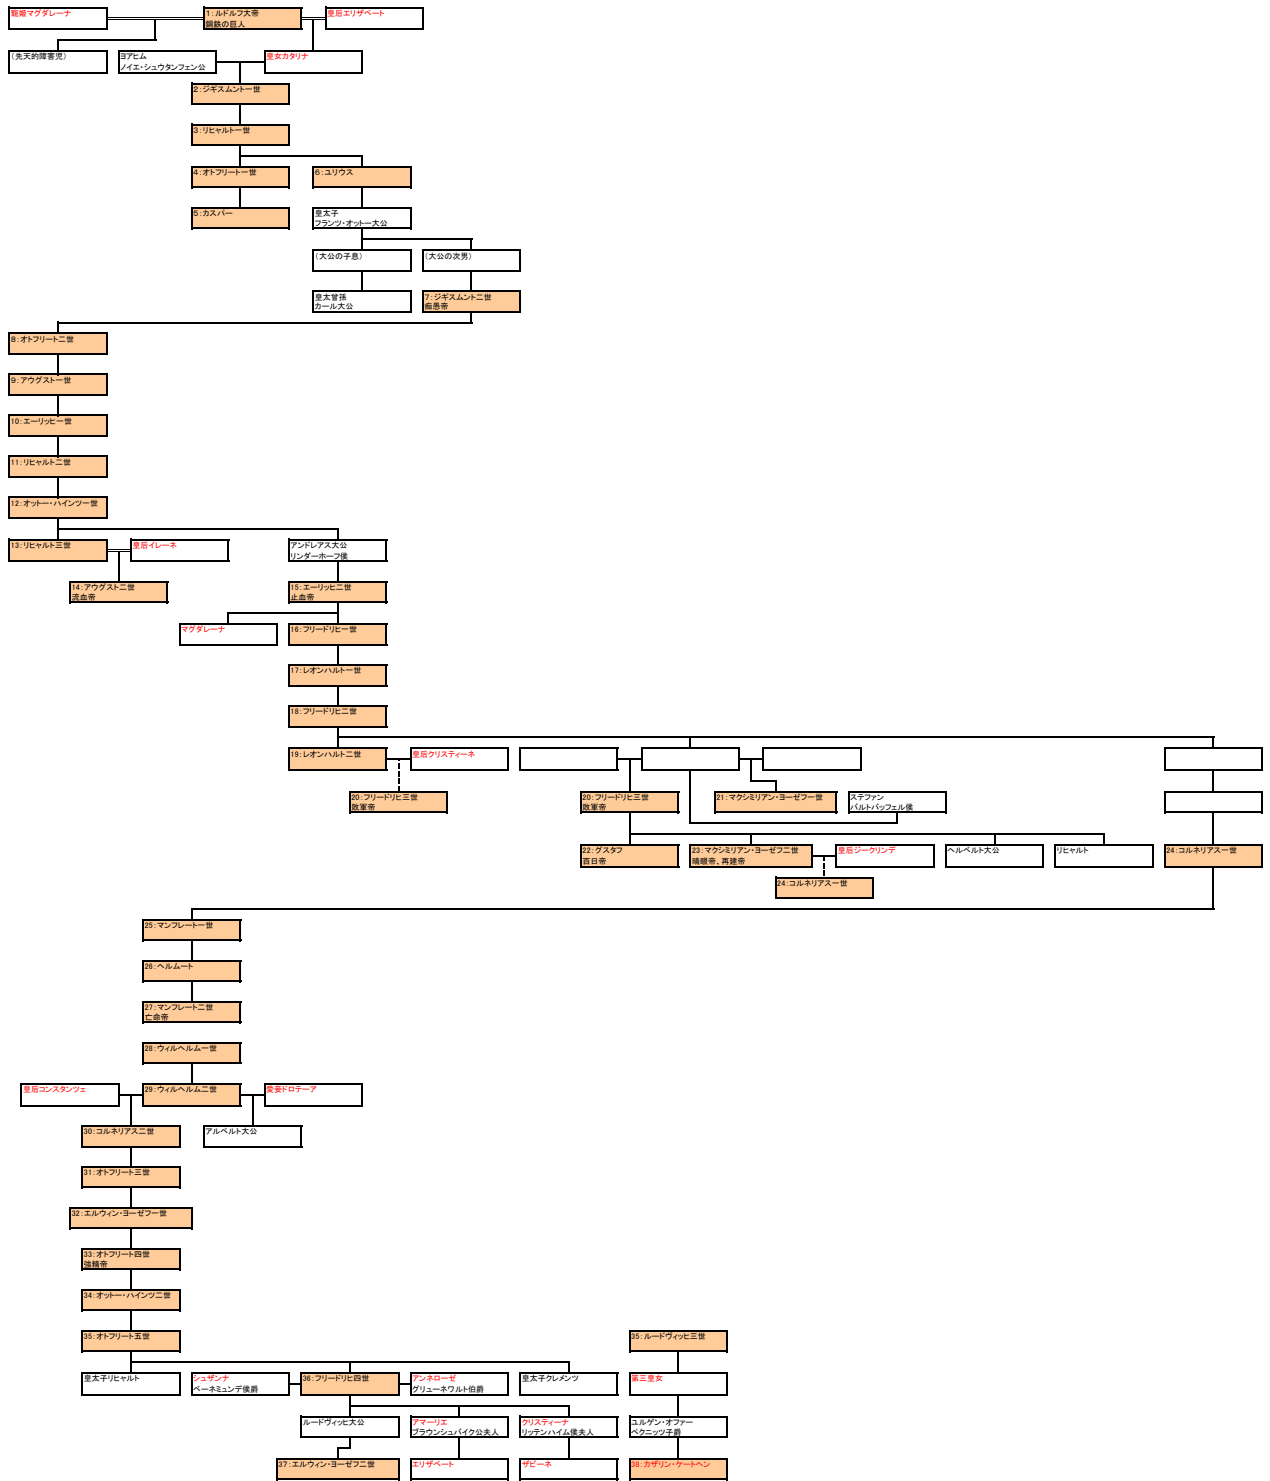 寵姫マグダレーナ
1:ルドルフ大帝
鋼鉄の巨人
皇后エリザベート
(先天的障害児)
ヨアヒム
ノイエ・シュウタンフェン公
皇女カタリナ
2:ジギスムント一世
3:リヒャルト一世
4:オトフリート一世
6:ユリウス
5:カスパー
皇太子
フランツ・オットー大公
(大公の子息)
(大公の次男)
皇太曾孫
カール大公
7:ジギスムント二世
痴愚帝
8:オトフリート二世
9:アウグスト一世
10:エーリッヒ一世
11:リヒャルト二世
12:オットー・ハインツ一世
13:リヒャルト三世
皇后イレーネ
アンドレアス大公
リンダーホーフ侯
14:アウグスト二世
流血帝
15:エーリッヒ二世
止血帝
マグダレーナ
16:フリードリヒ一世
17:レオンハルト一世
18:フリードリヒ二世
19:レオンハルト二世
皇后クリスティーネ
20:フリードリヒ三世
敗軍帝
20:フリードリヒ三世
敗軍帝
21:マクシミリアン・ヨーゼフ一世
ステファン
バルトバッフェル侯
22:グスタフ
百日帝
23:マクシミリアン・ヨーゼフ二世
晴眼帝、再建帝
皇后ジークリンデ
ヘルベルト大公
リヒャルト
24:コルネリアス一世
24:コルネリアス一世
25:マンフレート一世
26:ヘルムート
27:マンフレート二世
亡命帝
28:ウィルヘルム一世
皇后コンスタンツェ
29:ウィルヘルム二世
愛妾ドロテーア
30:コルネリアス二世
アルベルト大公
31:オトフリート三世
32:エルウィン・ヨーゼフ一世
33:オトフリート四世
強精帝
34:オットー・ハインツ二世
35:オトフリート五世
35:ルードヴィッヒ三世
皇太子リヒャルト
シュザンナ
ベーネミュンデ侯爵
36:フリードリヒ四世
アンネローゼ
グリューネワルト伯爵
皇太子クレメンツ
第三皇女
ルードヴィッヒ大公
アマーリエ
ブラウンシュバイク公夫人
クリスティーナ
リッテンハイム侯夫人
ユルゲン・オファー
ペクニッツ子爵
37:エルウィン・ヨーゼフ二世
エリザベート
ザビーネ
38:カザリン・ケートヘン